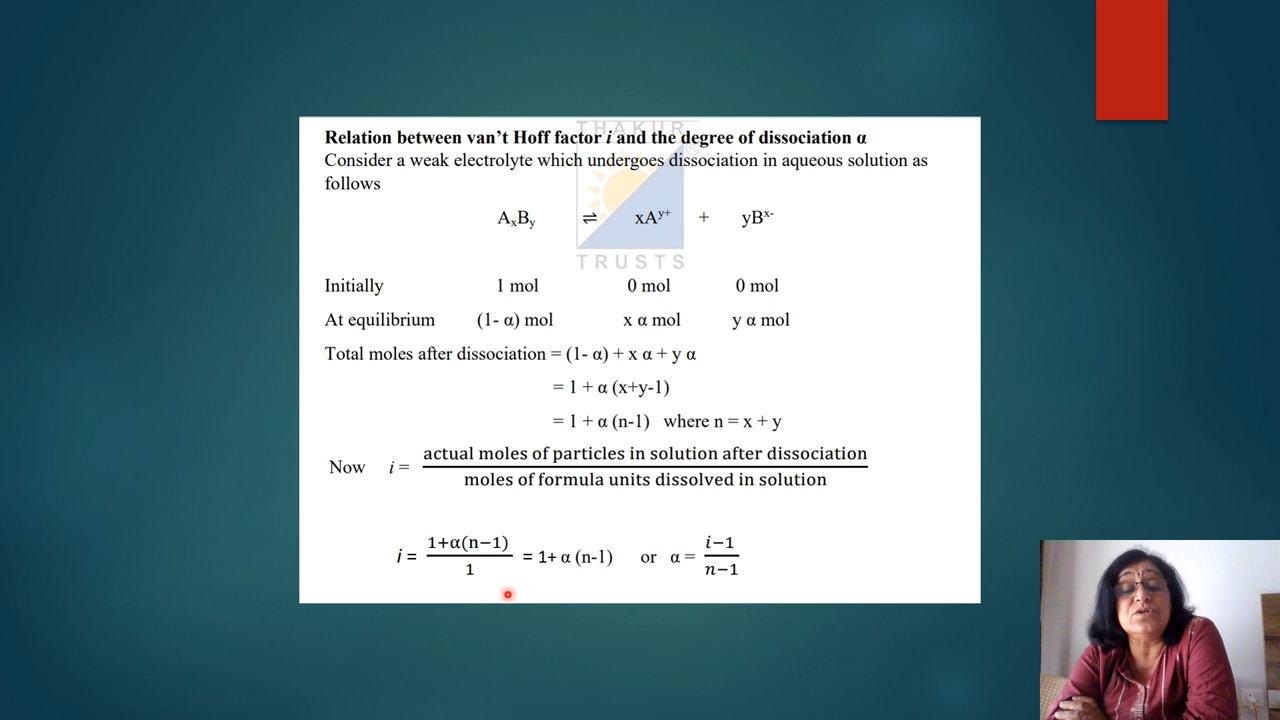 THAKUR
Relation between van't Hoff factor i and the degree of dissociation α
Consider a weak electrolyte which undergoes dissociation in aqueous solution as
follows
AₓBᵧ ⇌ xAʸ⁺ + yBˣ⁻
TRUSTS
Initially 1 mol 0 mol 0 mol
At equilibrium (1- α) mol x α mol y α mol
Total moles after dissociation = (1- α) + x α + y α
= 1 + α (x+y-1)
= 1 + α (n-1) where n = x + y
Now i = actual moles of particles in solution after dissociation / moles of formula units dissolved in solution
i = 1+α(n−1) / 1 = 1+ α (n-1) or α = i−1 / n−1